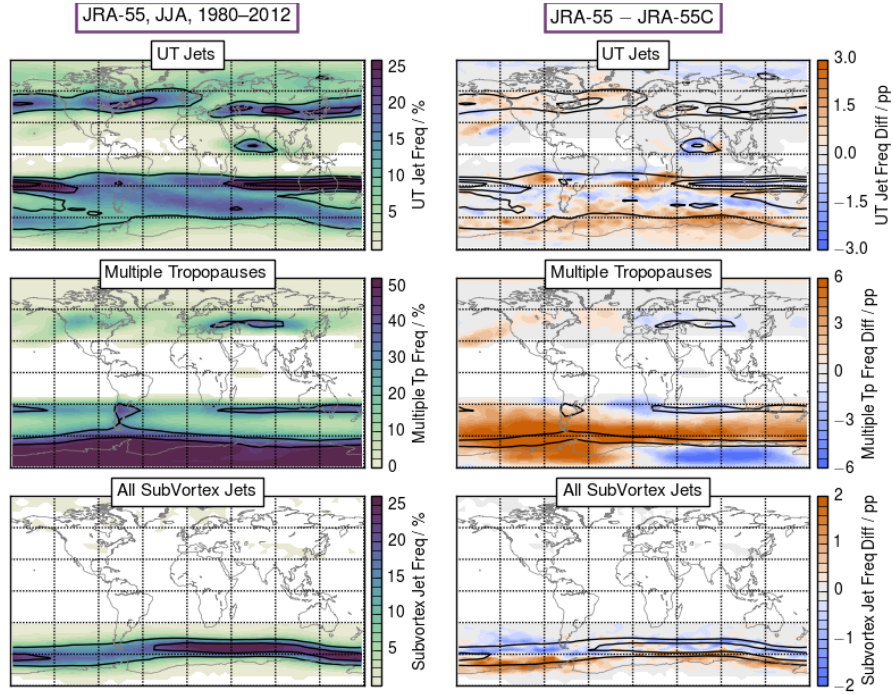 JRA-55, JJA, 1980–2012
JRA-55 − JRA-55C
UT Jets
25
20
15
10
5
UT Jet Freq / %
UT Jets
3.0
1.5
0.0
−1.5
−3.0
UT Jet Freq Diff / pp
Multiple Tropopauses
50
40
30
20
10
0
Multiple Tp Freq / %
Multiple Tropopauses
6
3
0
−3
−6
Multiple Tp Freq Diff / pp
All SubVortex Jets
25
20
15
10
5
Subvortex Jet Freq / %
All SubVortex Jets
2
1
0
−1
−2
Subvortex Jet Freq Diff / pp